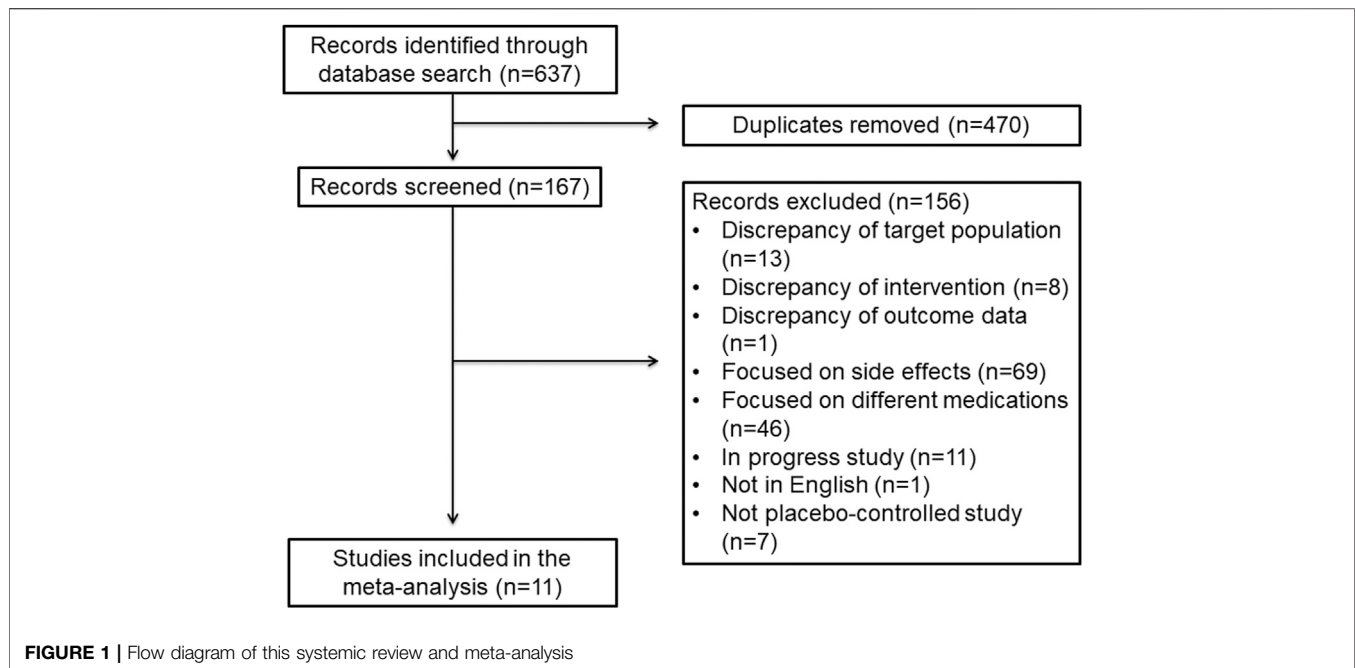 Records identified through
database search (n=637)
Duplicates removed (n=470)
Records screened (n=167)
Records excluded (n=156)
• Discrepancy of target population
(n=13)
• Discrepancy of intervention (n=8)
• Discrepancy of outcome data
(n=1)
• Focused on side effects (n=69)
• Focused on different medications
(n=46)
• In progress study (n=11)
• Not in English (n=1)
• Not placebo-controlled study
(n=7)
Studies included in the
meta-analysis (n=11)
FIGURE 1 | Flow diagram of this systemic review and meta-analysis